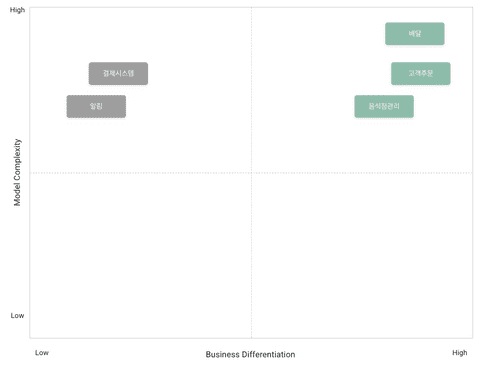 High
배달
결제시스템
고객주문
알림
음식점관리
Model Complexity
Low
Low
Business Differentiation
High